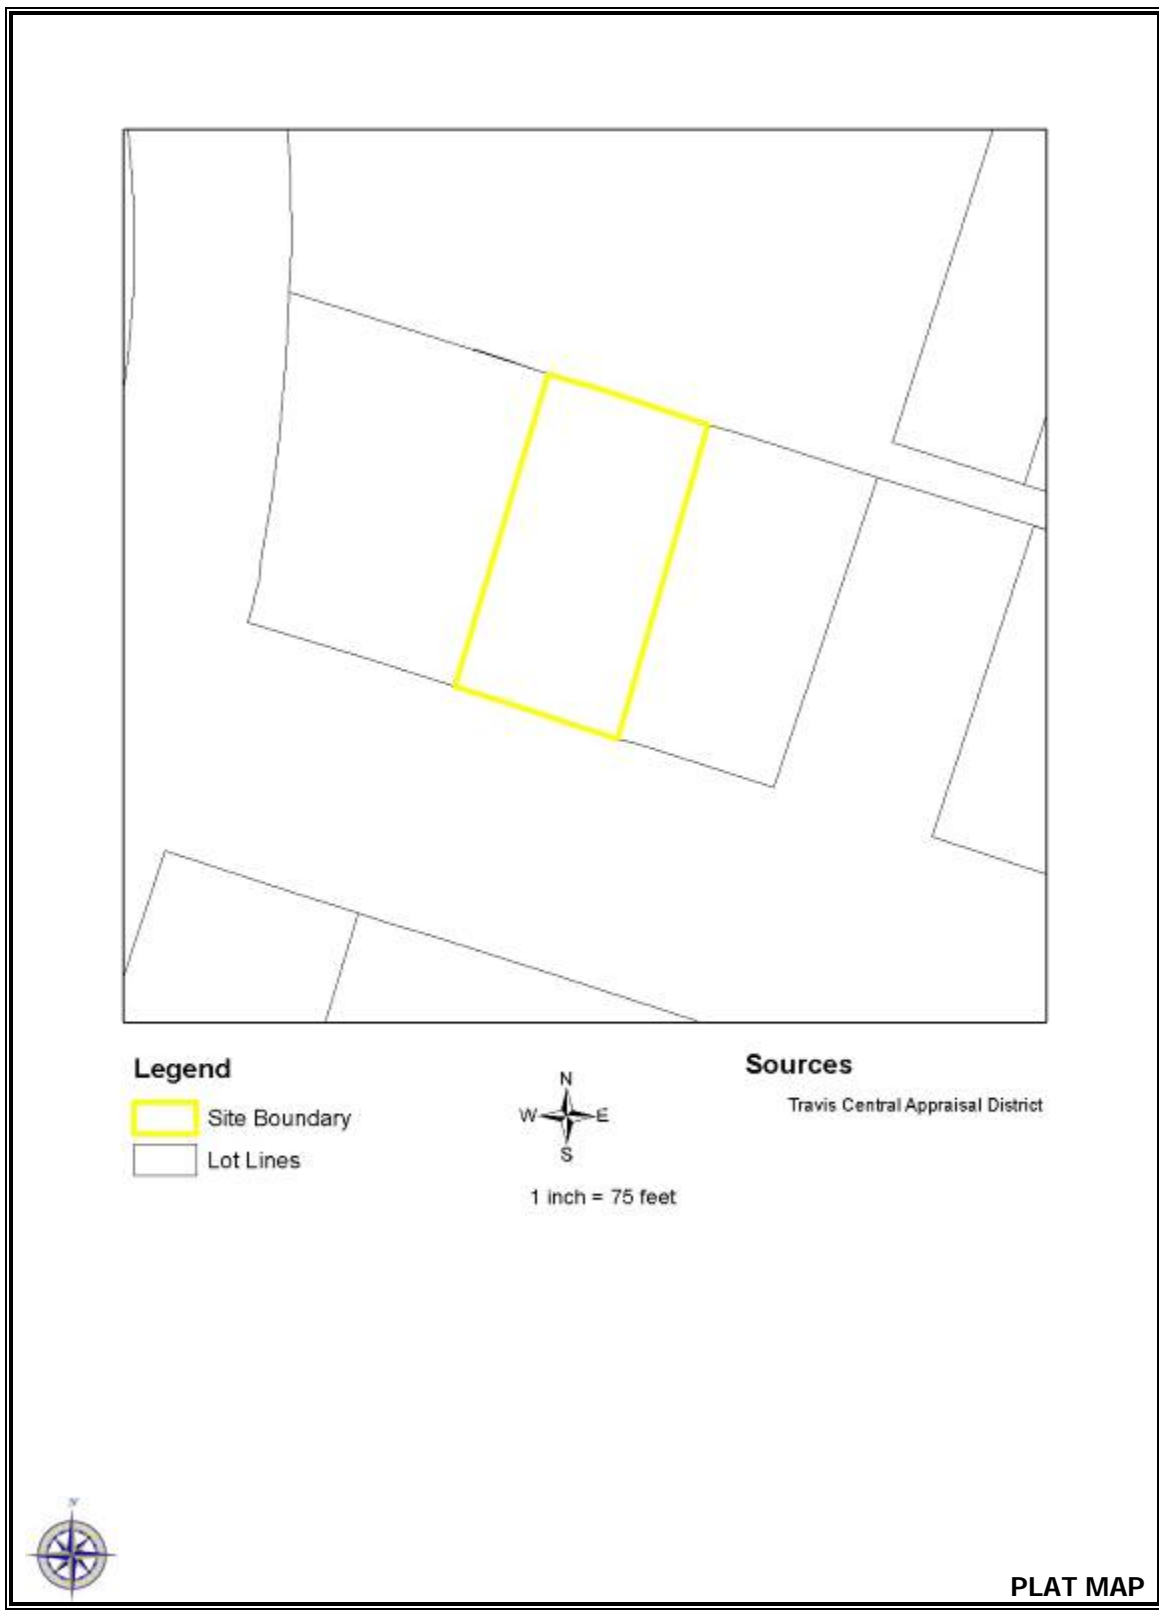 Legend
Site Boundary
Lot Lines
N
W E
S
1 inch = 75 feet
Sources
Travis Central Appraisal District
N
PLAT MAP